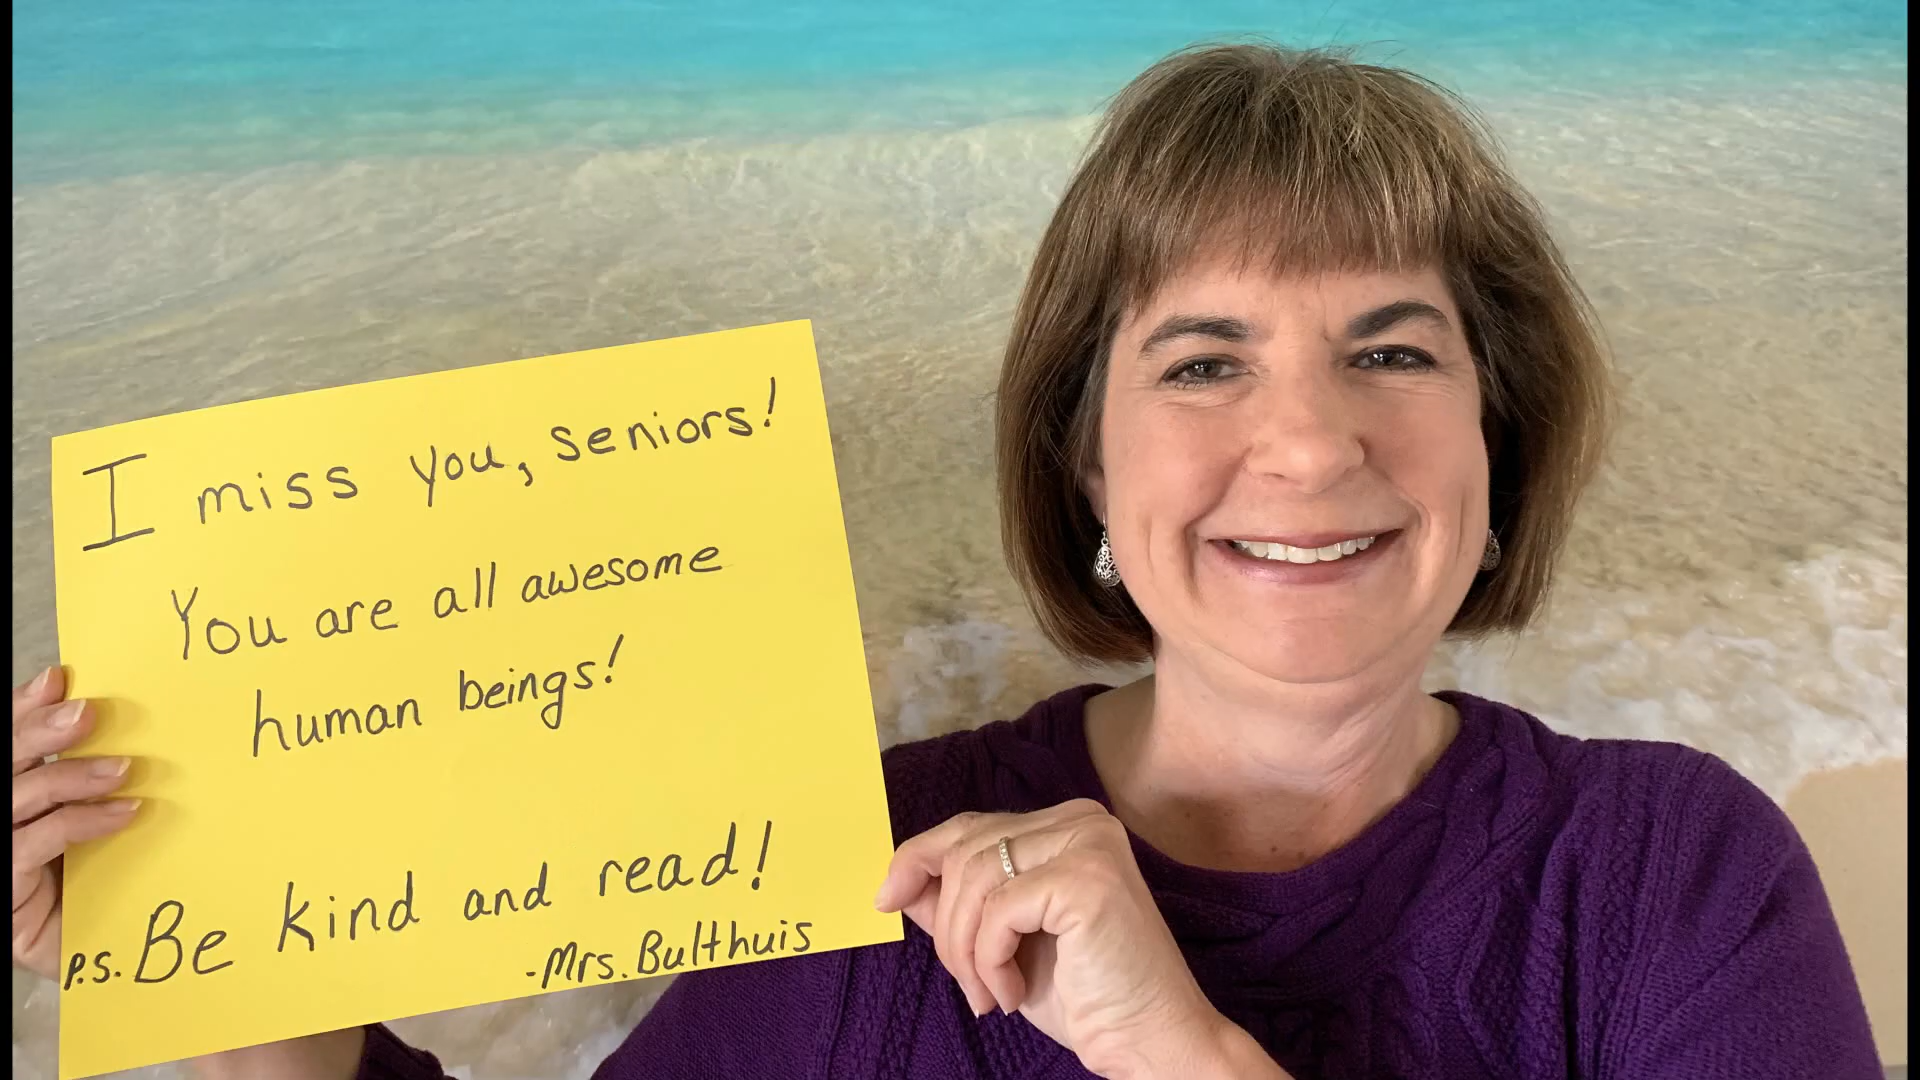 I miss you, seniors!
You are all awesome
human beings!
P.S. Be kind and read!
-Mrs. Bulthuis